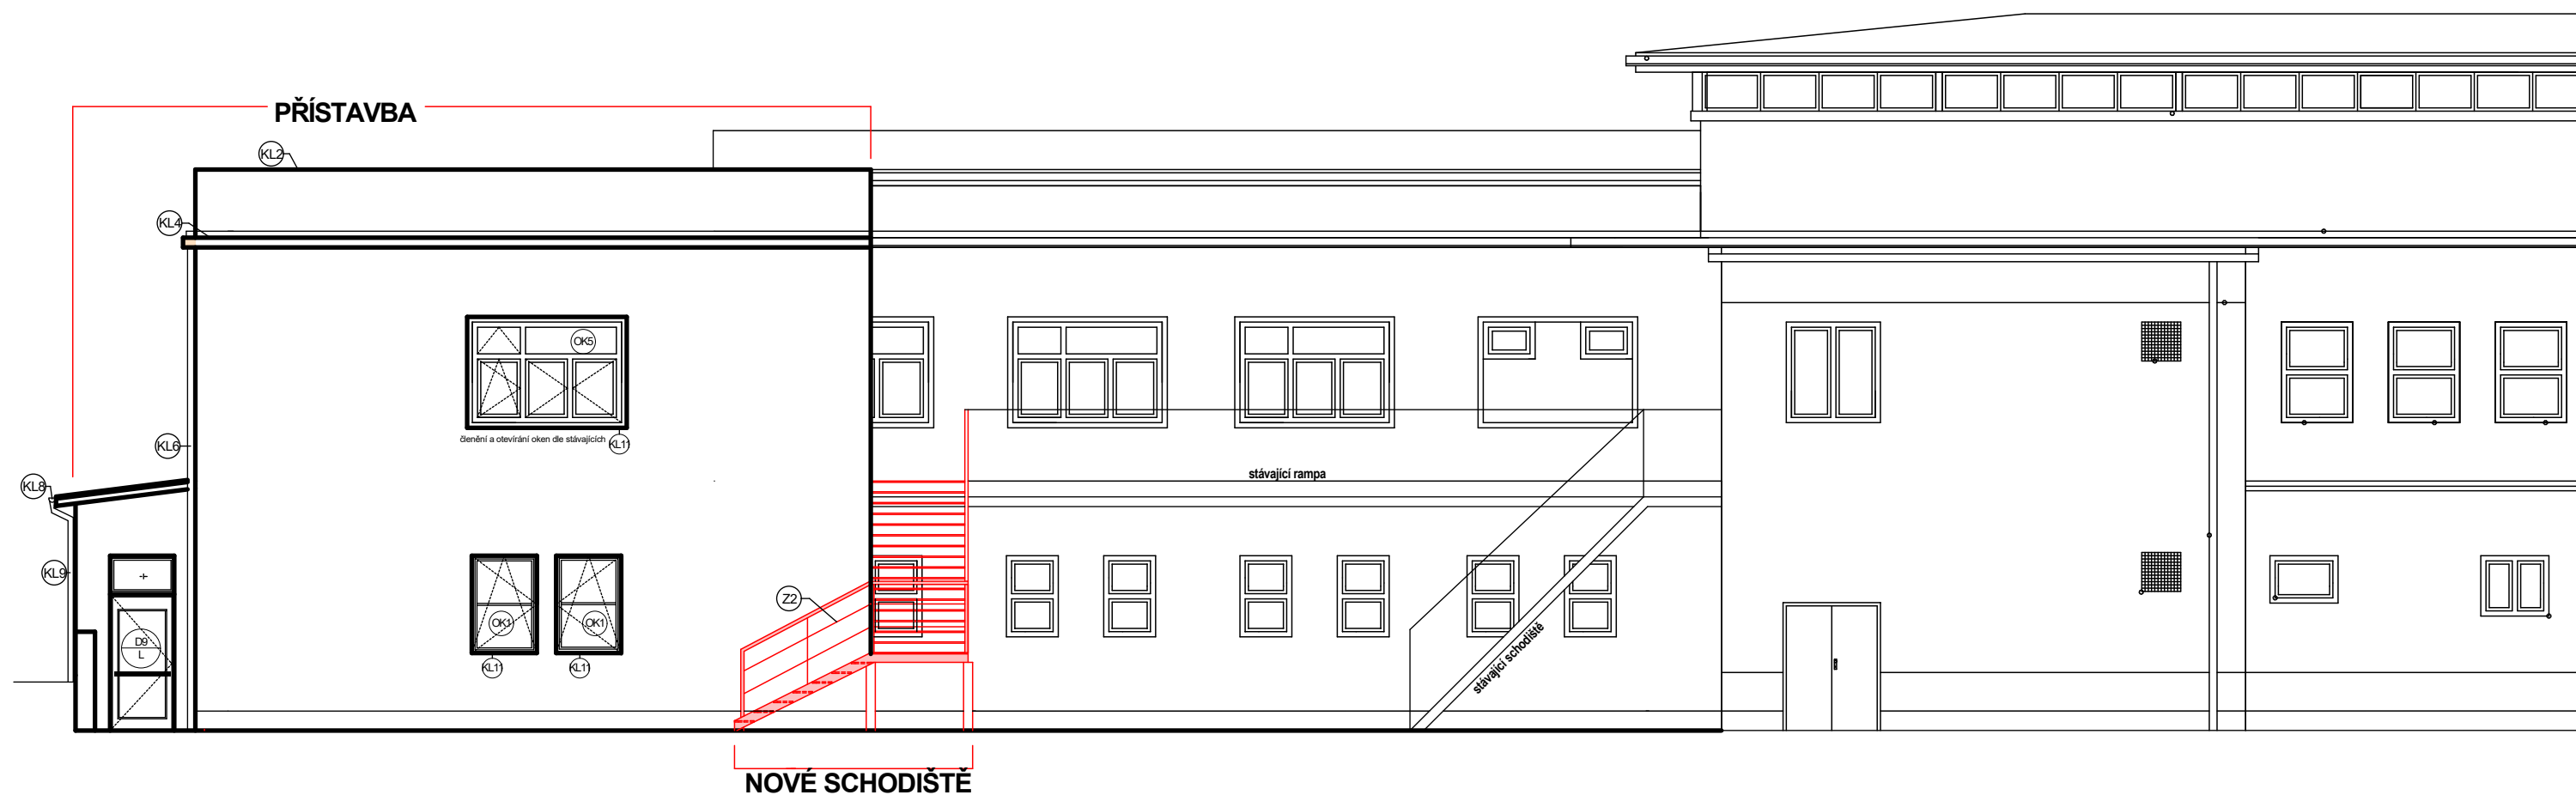 PŘÍSTAVBA
KL2
KL4
OK5
členění a otevírání oken dle stávajících
KL11
KL6
stávající rampa
KL8
KL9
Z2
OK1
OK1
D9
L
KL11
KL11
stávající schodiště
NOVÉ SCHODIŠTĚ